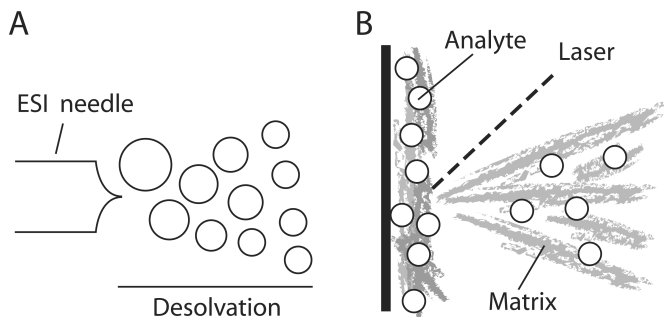 A
ESI needle
Desolvation
B
Analyte
Laser
Matrix